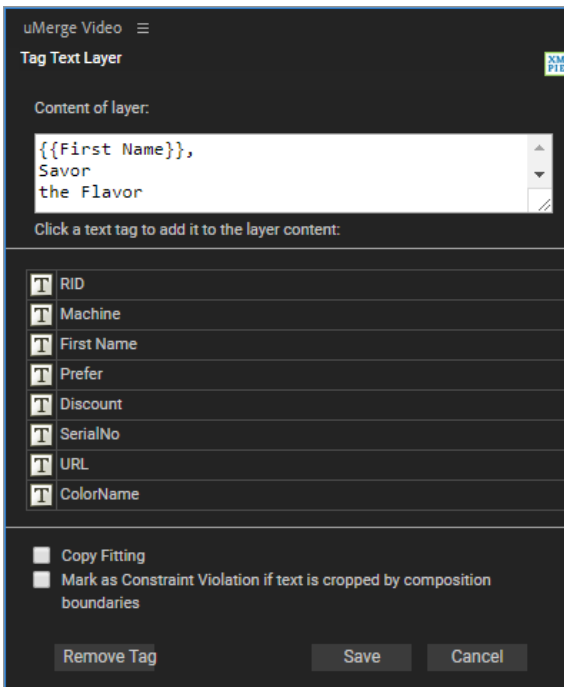 uMerge Video
Tag Text Layer
Content of layer:
{{First Name}},
Savor
the Flavor
Click a text tag to add it to the layer content:
T RID
T Machine
T First Name
T Prefer
T Discount
T SerialNo
T URL
T ColorName
Copy Fitting
Mark as Constraint Violation if text is cropped by composition
boundaries
Remove Tag Save Cancel